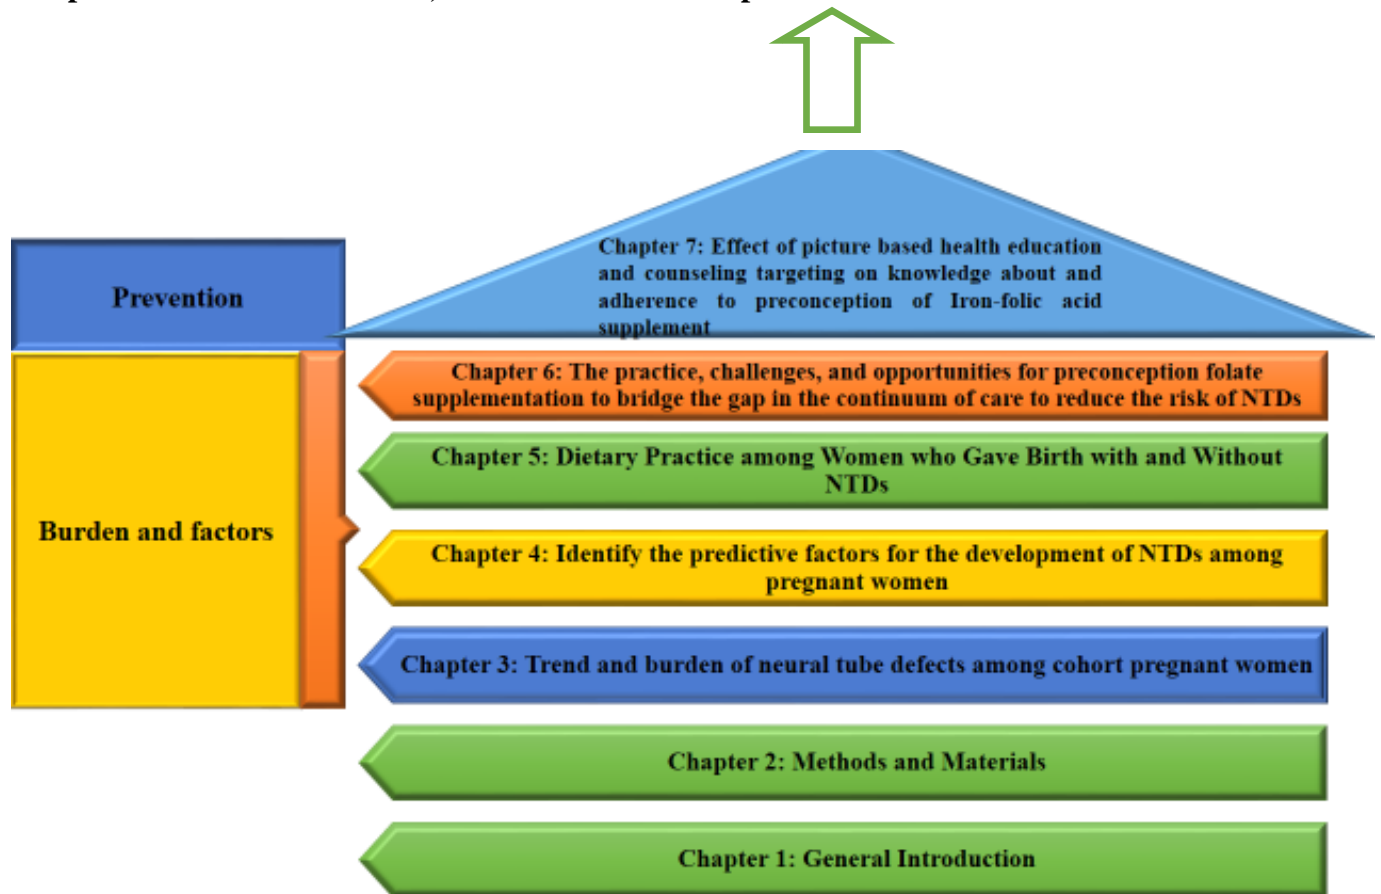 Chapter 7: Effect of picture based health education
and counseling targeting on knowledge about and
adherence to preconception of Iron-folic acid
supplement
Prevention
Chapter 6: The practice, challenges, and opportunities for preconception folate
supplementation to bridge the gap in the continuum of care to reduce the risk of NTDs
Chapter 5: Dietary Practice among Women who Gave Birth with and Without
NTDs
Burden and factors
Chapter 4: Identify the predictive factors for the development of NTDs among
pregnant women
Chapter 3: Trend and burden of neural tube defects among cohort pregnant women
Chapter 2: Methods and Materials
Chapter 1: General Introduction